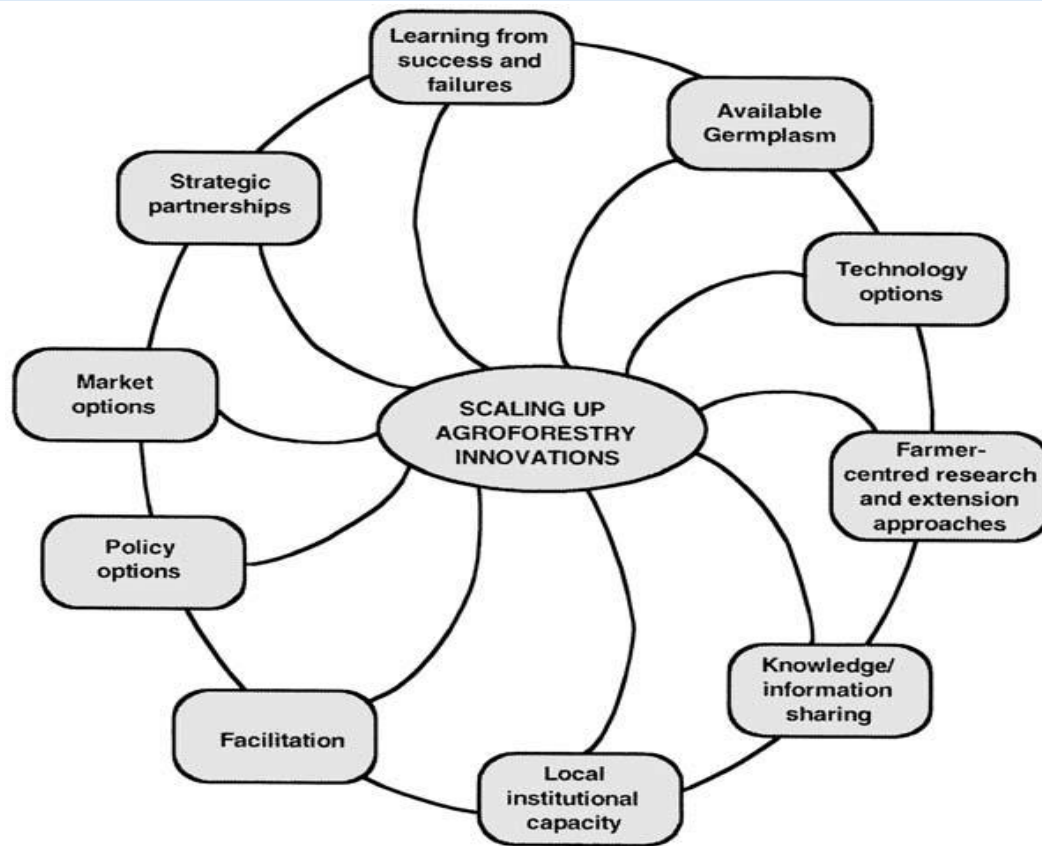 Learning from
success and
failures
Available
Germplasm
Technology
options
Farmer-
centred research
and extension
approaches
Knowledge/
information
sharing
Local
institutional
capacity
Facilitation
Policy
options
Market
options
Strategic
partnerships
SCALING UP
AGROFORESTRY
INNOVATIONS